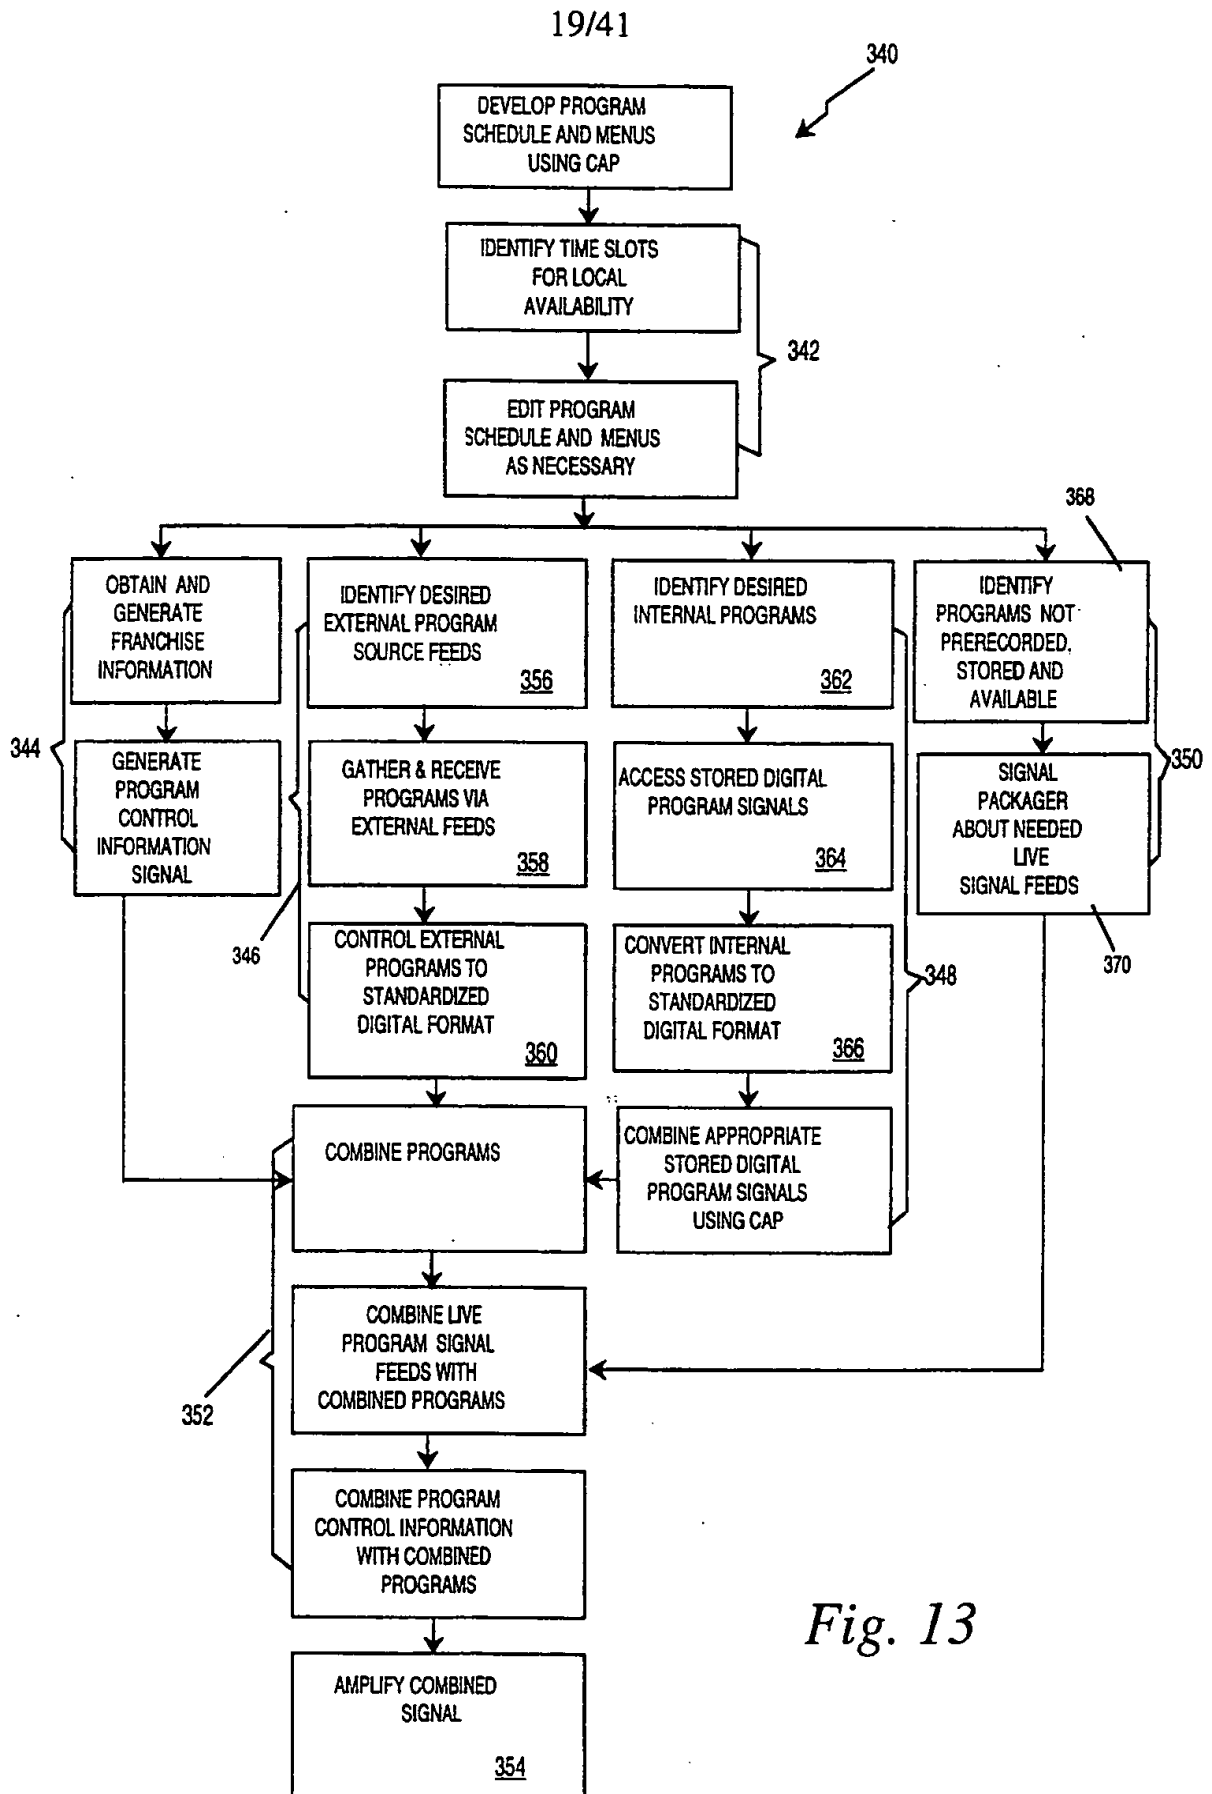 19/41
340
DEVELOP PROGRAM
SCHEDULE AND MENUS
USING CAP
IDENTIFY TIME SLOTS
FOR LOCAL
AVAILABILITY
342
EDIT PROGRAM
SCHEDULE AND MENUS
AS NECESSARY
368
OBTAIN AND
GENERATE
FRANCHISE
INFORMATION
IDENTIFY DESIRED
EXTERNAL PROGRAM
SOURCE FEEDS
356
IDENTIFY DESIRED
INTERNAL PROGRAMS
362
IDENTIFY
PROGRAMS NOT
PRERECORDED,
STORED AND
AVAILABLE
344
350
GENERATE
PROGRAM
CONTROL
INFORMATION
SIGNAL
GATHER & RECEIVE
PROGRAMS VIA
EXTERNAL FEEDS
358
ACCESS STORED DIGITAL
PROGRAM SIGNALS
364
SIGNAL
PACKAGER
ABOUT NEEDED
LIVE
SIGNAL FEEDS
346
370
CONTROL EXTERNAL
PROGRAMS TO
STANDARDIZED
DIGITAL FORMAT
360
CONVERT INTERNAL
PROGRAMS TO
STANDARDIZED
DIGITAL FORMAT
366
348
COMBINE PROGRAMS
COMBINE APPROPRIATE
STORED DIGITAL
PROGRAM SIGNALS
USING CAP
COMBINE LIVE
PROGRAM SIGNAL
FEEDS WITH
COMBINED PROGRAMS
352
COMBINE PROGRAM
CONTROL INFORMATION
WITH COMBINED
PROGRAMS
AMPLIFY COMBINED
SIGNAL
354
Fig. 13